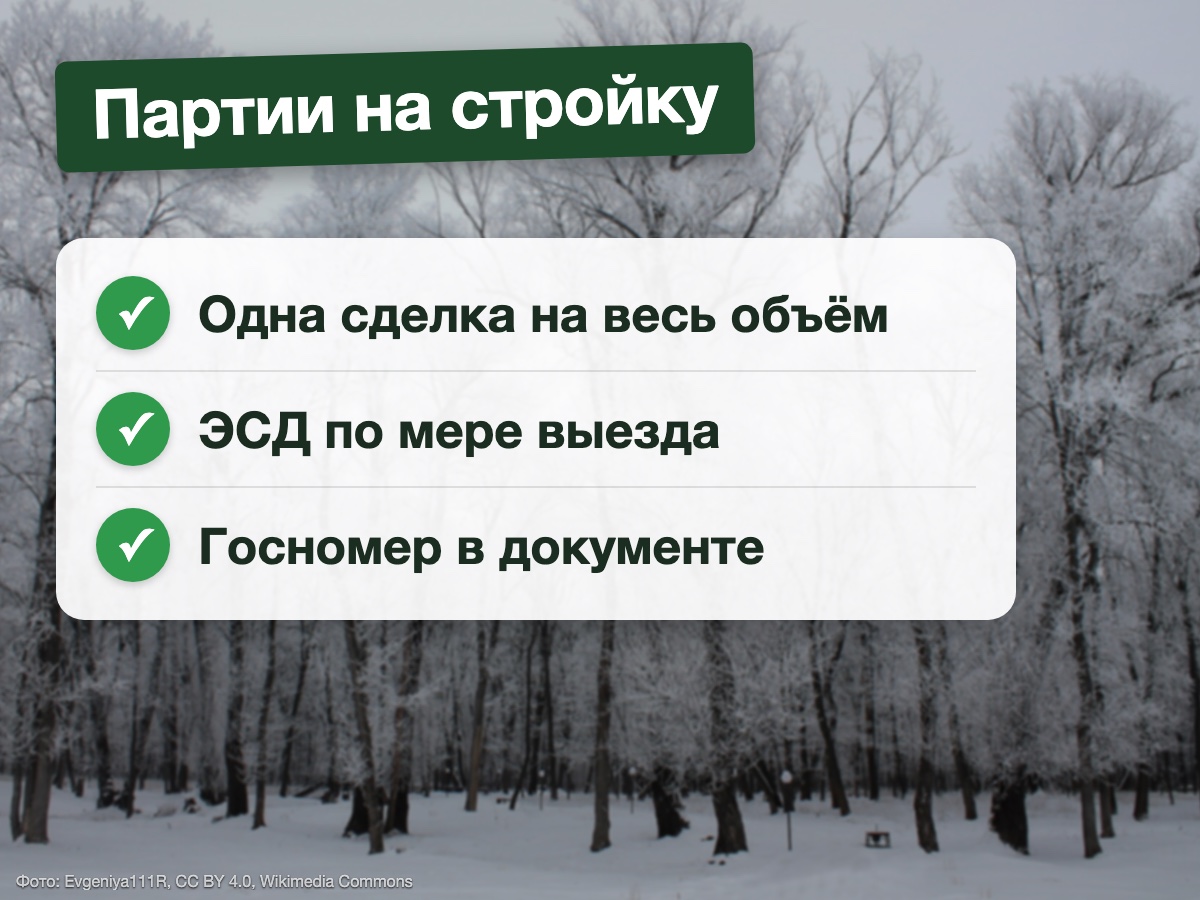 Партии на стройку
Одна сделка на весь объём
ЭСД по мере выезда
Госномер в документе
Фото: Evgeniya111R, CC BY 4.0, Wikimedia Commons